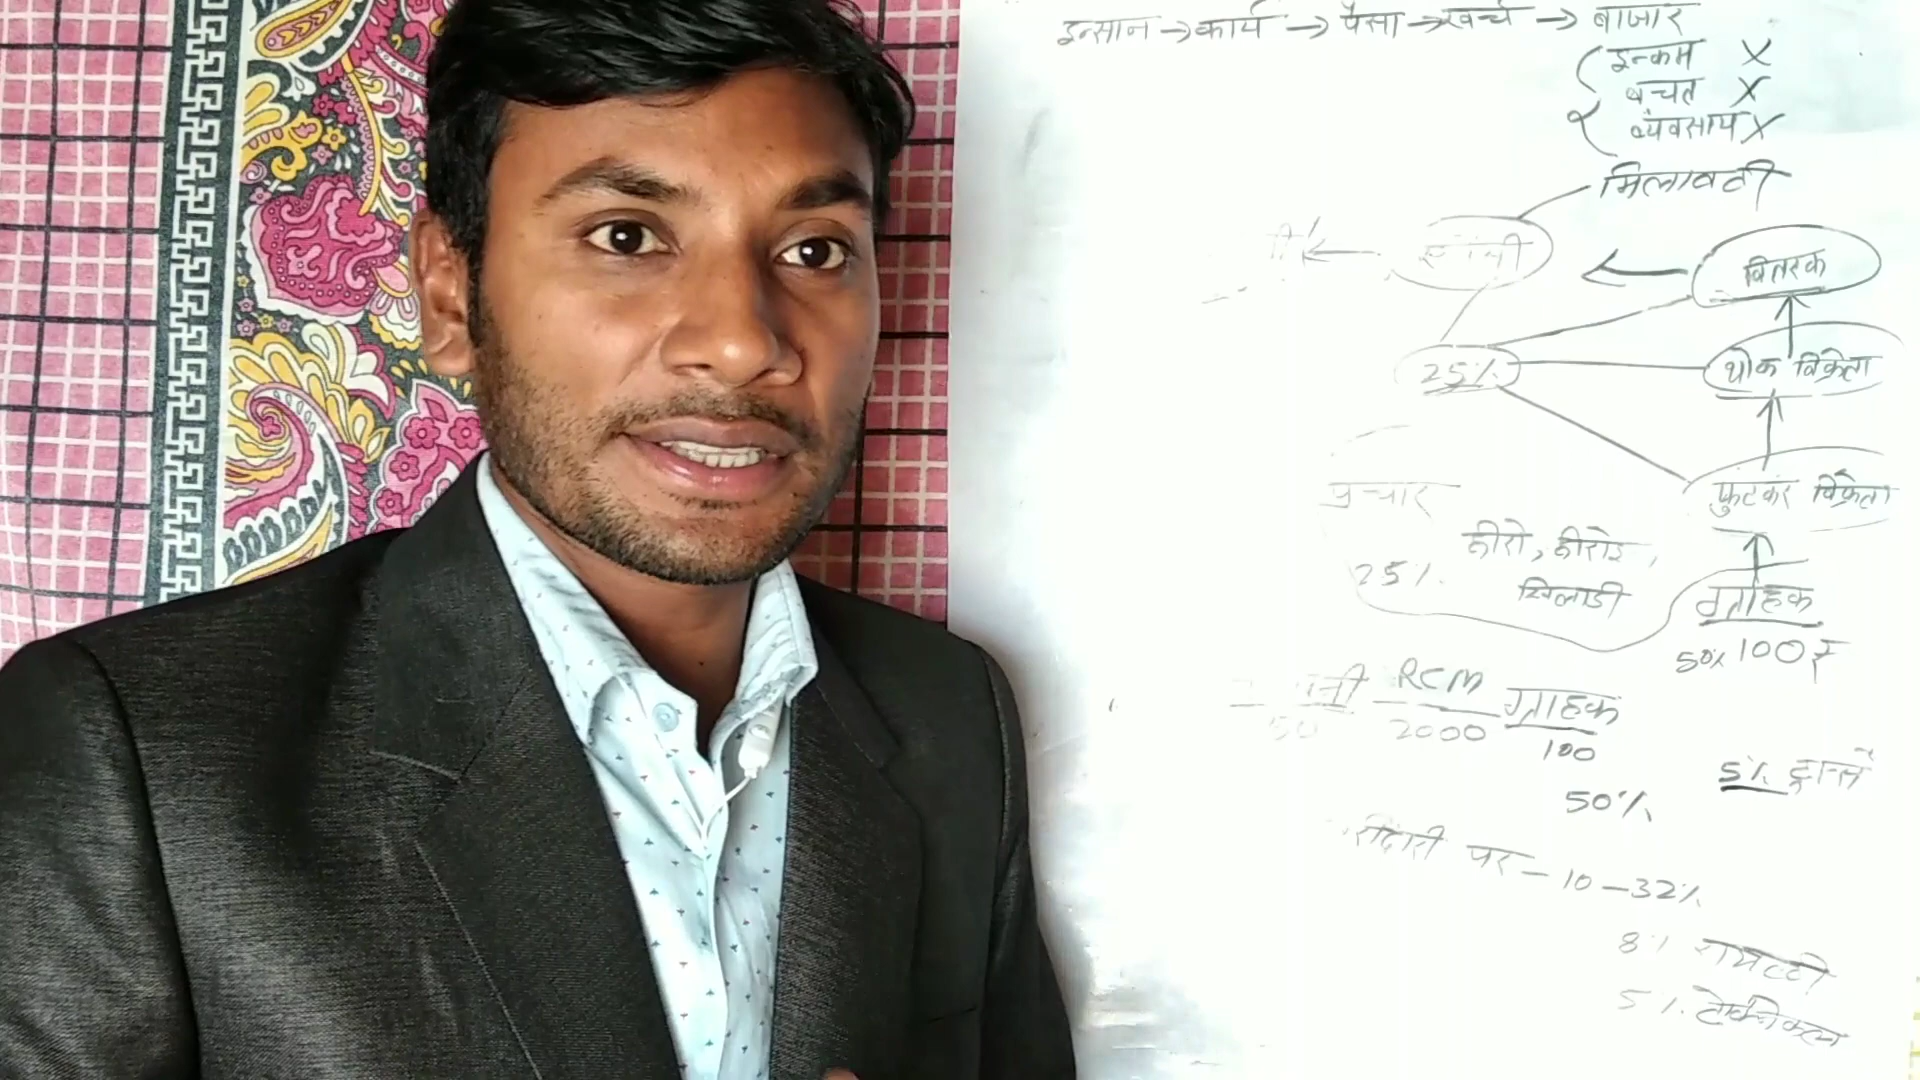 इन्सान → कार्य → पैसा → खर्च → बाजार
इन्कम X
बचत X
व्यवसाय X
मिलावटी
वितरक
25%
थोक विक्रेता
प्रचार
फुटकर विक्रेता
हीरो, हीरोइ,
25%.
खिलाडी
ग्राहक
50% 100₹
RCM ग्राहक
50 2000 100
5% ट्रान्स
50%
पर - 10 - 32%
8% रायल्टी
5% टेक्निकल